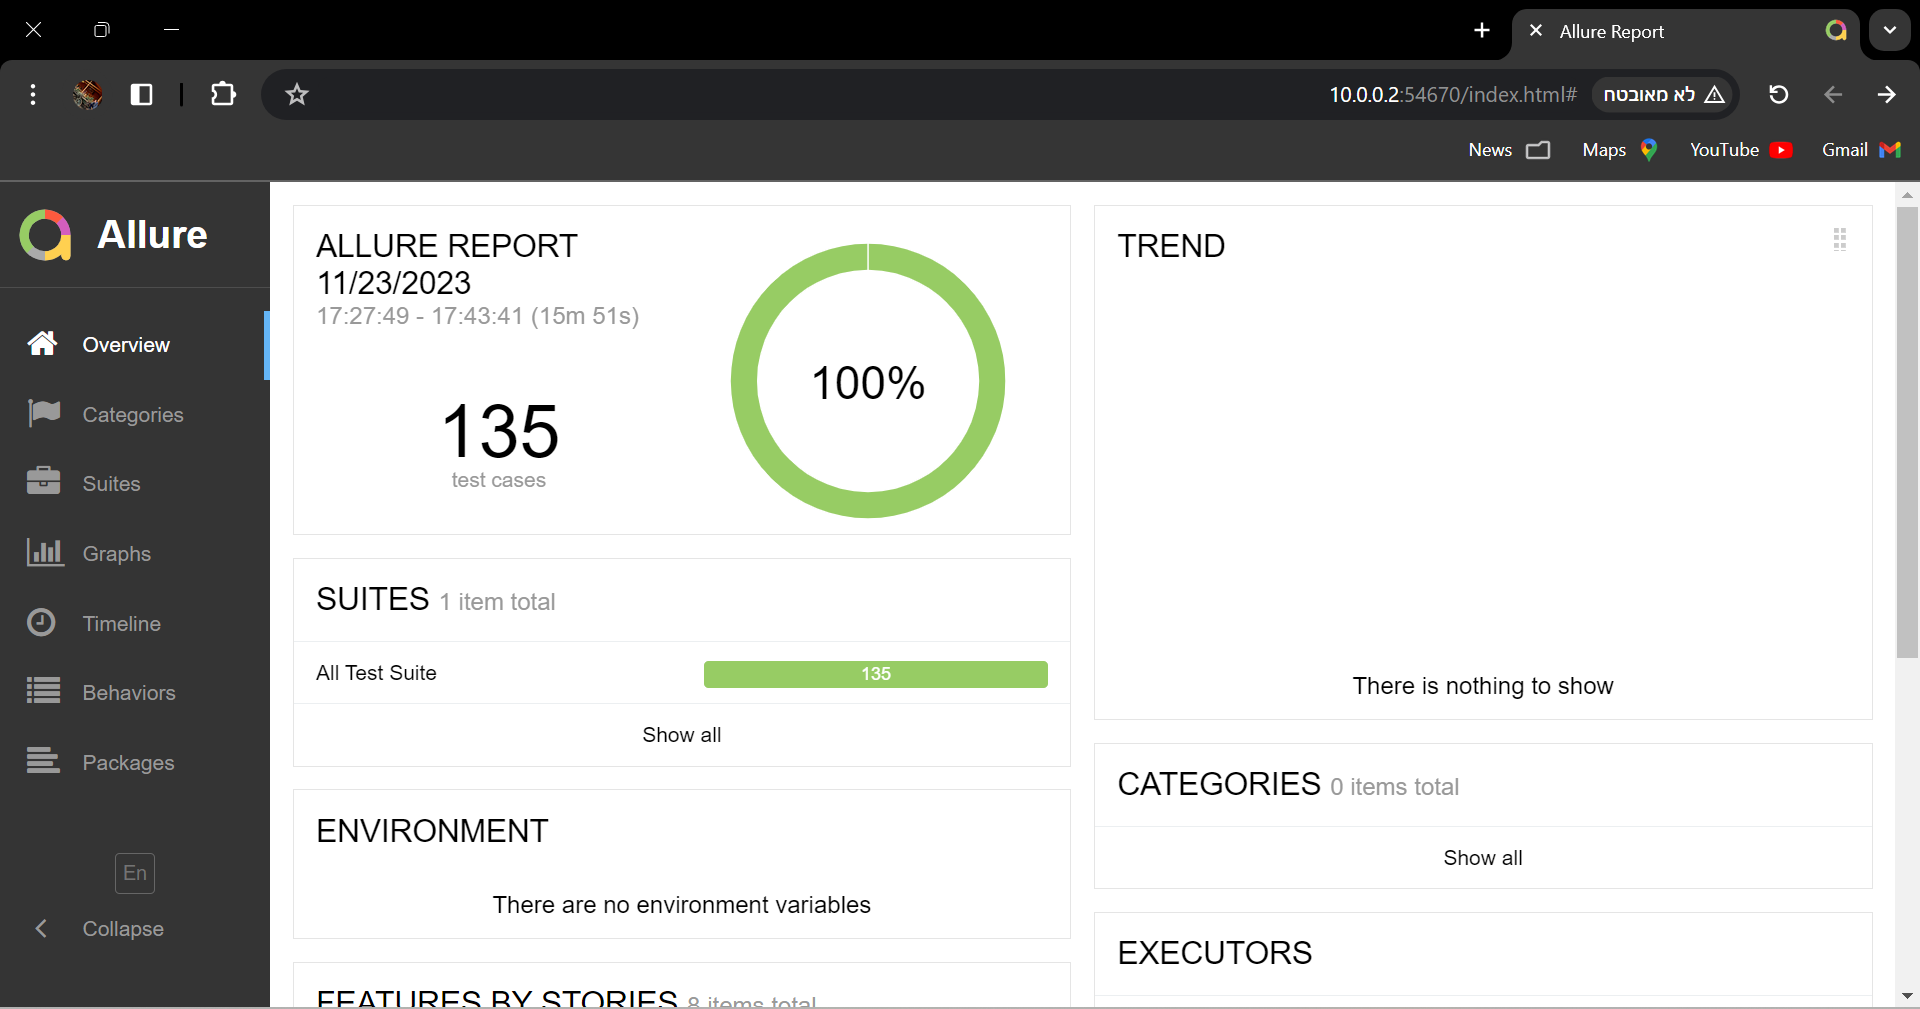 Allure Report
10.0.0.2:54670/index.html#
לא מאובטח
News
Maps
YouTube
Gmail
Allure
Overview
Categories
Suites
Graphs
Timeline
Behaviors
Packages
En
Collapse
ALLURE REPORT
11/23/2023
17:27:49 - 17:43:41 (15m 51s)
135
test cases
100%
SUITES 1 item total
All Test Suite
135
Show all
ENVIRONMENT
There are no environment variables
FEATURES BY STORIES 8 items total
TREND
There is nothing to show
CATEGORIES 0 items total
Show all
EXECUTORS